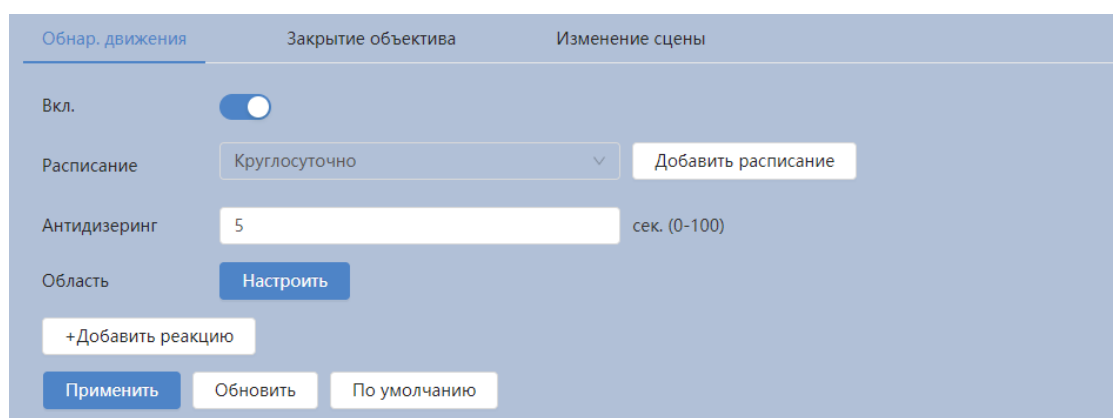 Обнар. движения Закрытие объектива Изменение сцены
Вкл.
Расписание Круглосуточно Добавить расписание
Антидизеринг 5 сек. (0-100)
Область Настроить
+Добавить реакцию
Применить Обновить По умолчанию